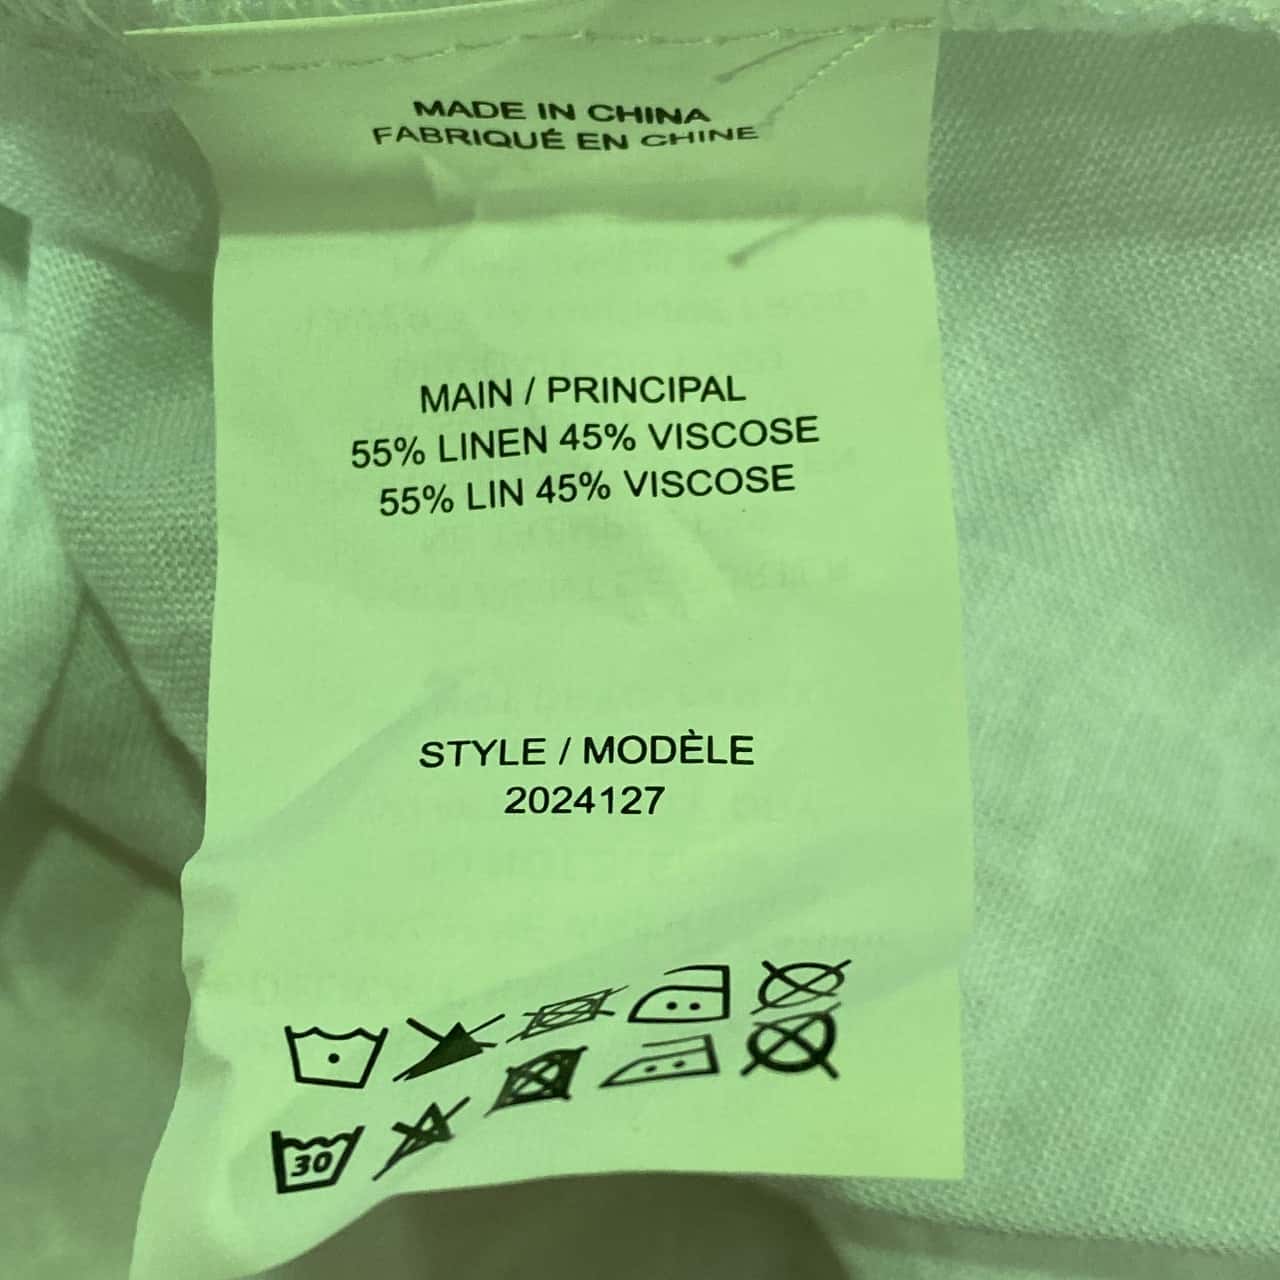 MADE IN CHINA
FABRIQUÉ EN CHINE
MAIN / PRINCIPAL
55% LINEN 45% VISCOSE
55% LIN 45% VISCOSE
STYLE / MODÈLE
2024127
30